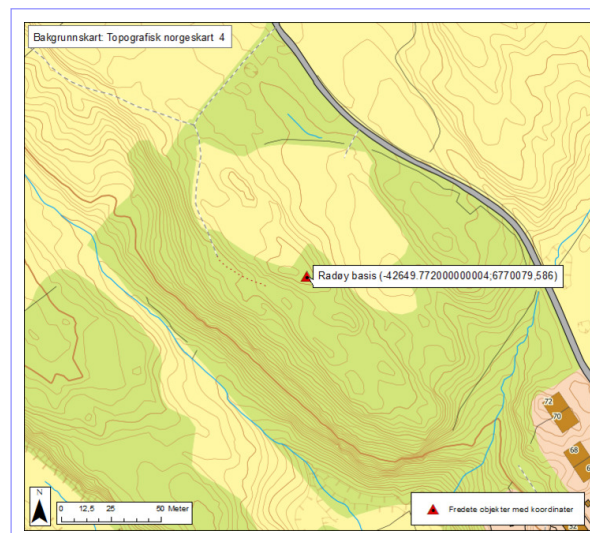 Bakgrunnskart: Topografisk norgeskart 4
Radøy basis (-42649.772000000004;6770079,586)
72
70
68
N
0 12,5 25 50 Meter
Fredete objekter med koordinater
52